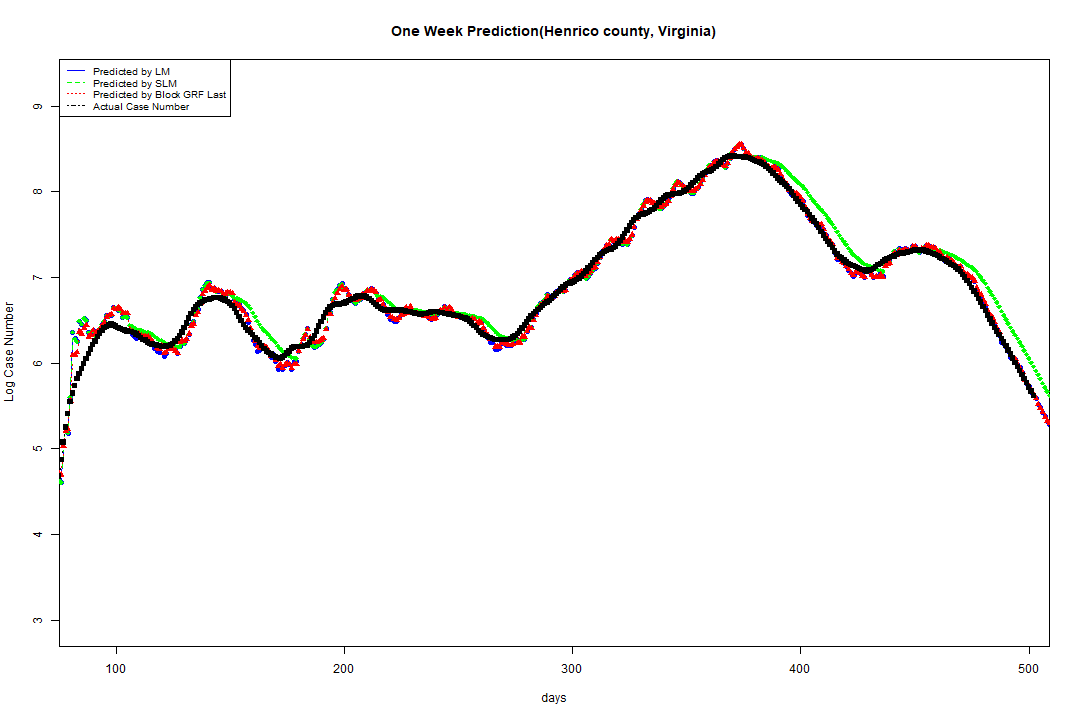 One Week Prediction(Henrico county, Virginia)
Predicted by LM
Predicted by SLM
Predicted by Block GRF Last
Actual Case Number
9
8
7
6
5
4
3
Log Case Number
100 200 300 400 500
days